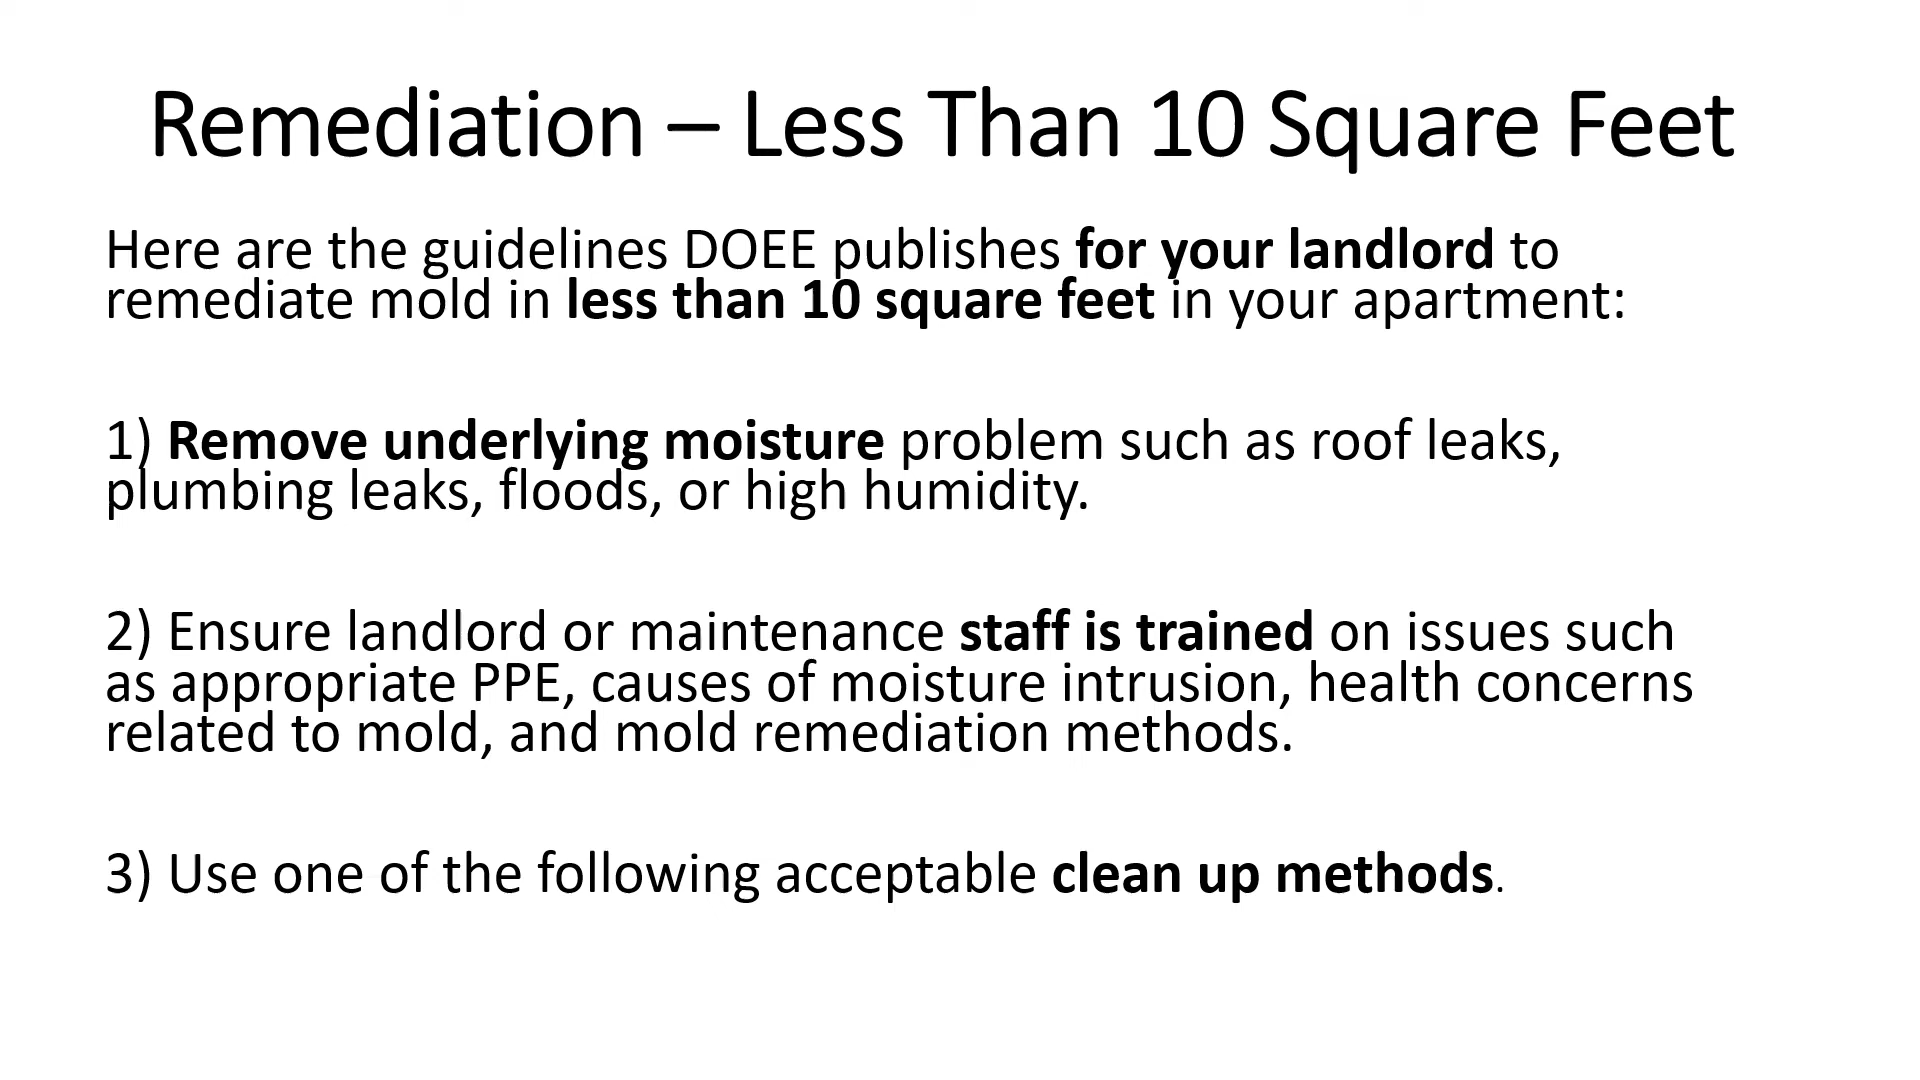 Remediation – Less Than 10 Square Feet
Here are the guidelines DOEE publishes for your landlord to
remediate mold in less than 10 square feet in your apartment:
1) Remove underlying moisture problem such as roof leaks,
plumbing leaks, floods, or high humidity.
2) Ensure landlord or maintenance staff is trained on issues such
as appropriate PPE, causes of moisture intrusion, health concerns
related to mold, and mold remediation methods.
3) Use one of the following acceptable clean up methods.